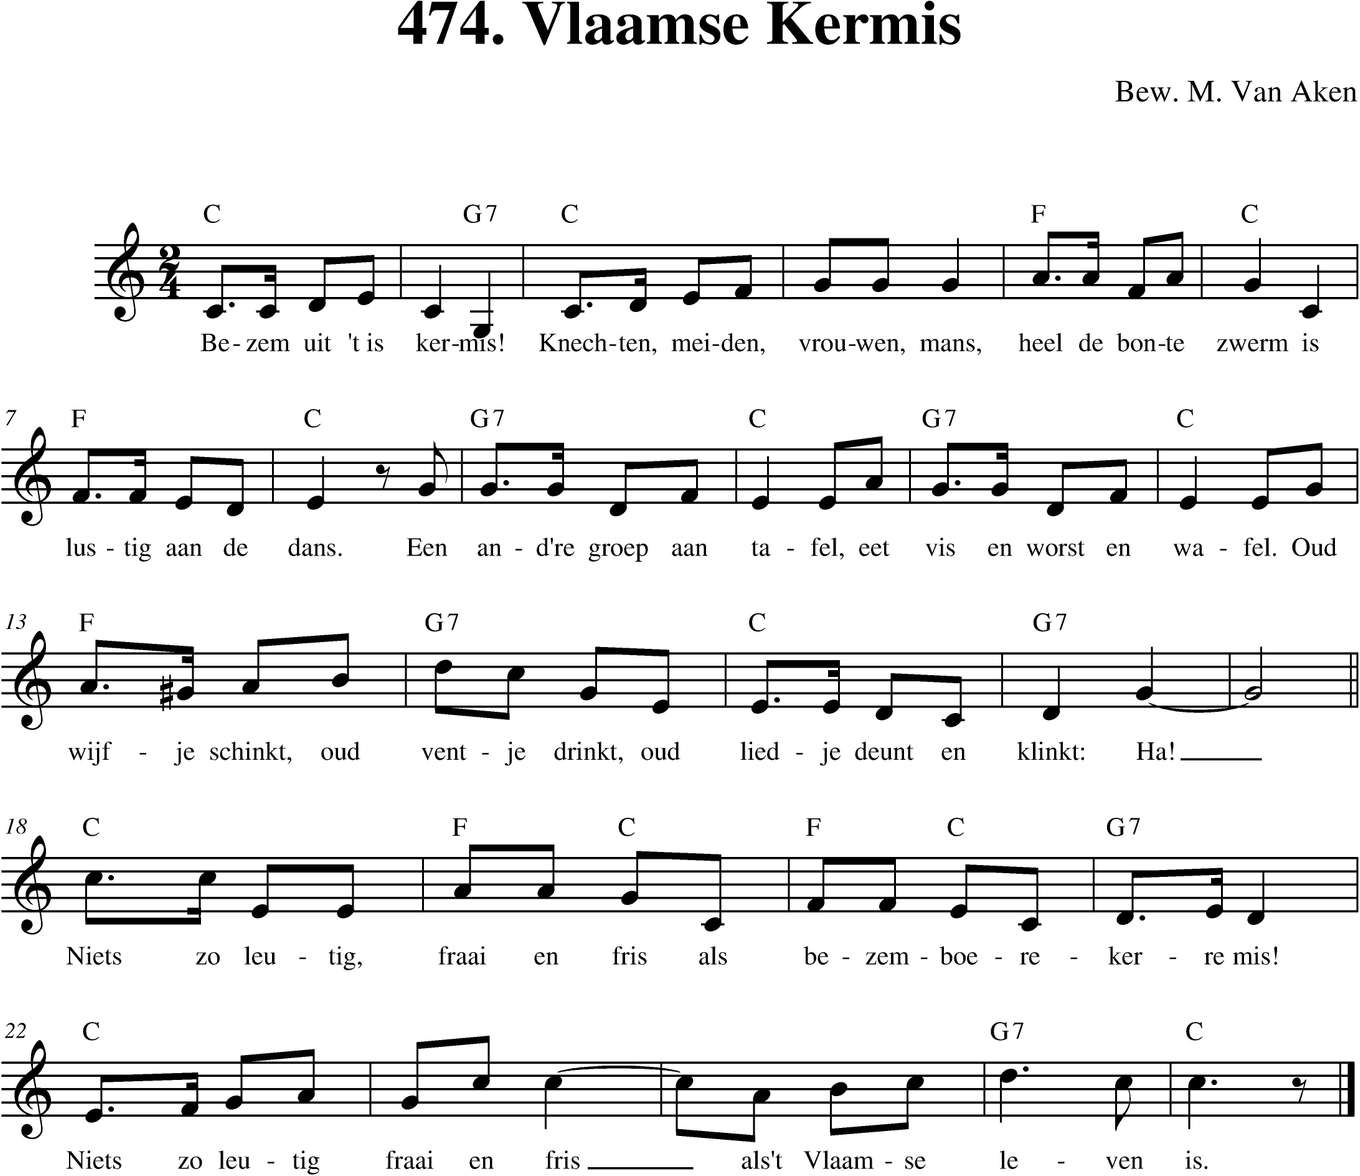 474. Vlaamse Kermis
Bew. M. Van Aken
C G7 C F C
2
4
Be - zem uit 't is ker - mis! Knech - ten, mei - den, vrou - wen, mans, heel de bon - te zwerm is
7 F C G7 C G7 C
lus - tig aan de dans. Een an - d're groep aan ta - fel, eet vis en worst en wa - fel. Oud
13 F G7 C G7
wijf - je schinkt, oud vent - je drinkt, oud lied - je deunt en klinkt: Ha!
18 C F C F C G7
Niets zo leu - tig, fraai en fris als be - zem - boe - re - ker - re mis!
22 C G7 C
Niets zo leu - tig fraai en fris als't Vlaam - se le - ven is.